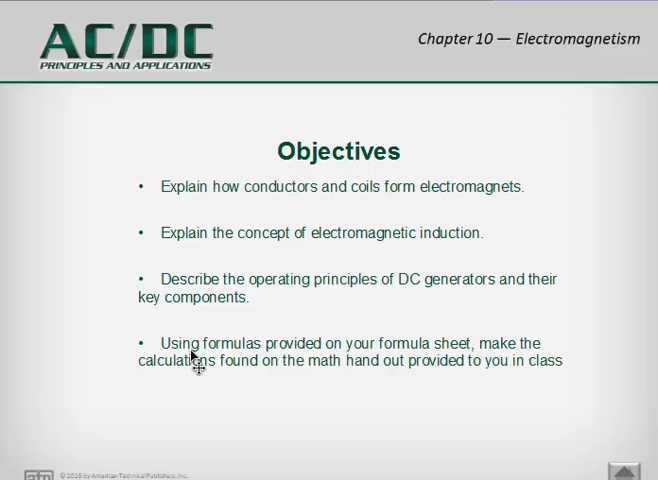 AC/DC
PRINCIPLES AND APPLICATIONS
Chapter 10 — Electromagnetism
Objectives
• Explain how conductors and coils form electromagnets.
• Explain the concept of electromagnetic induction.
• Describe the operating principles of DC generators and their
key components.
• Using formulas provided on your formula sheet, make the
calculations found on the math hand out provided to you in class
atp
© 2016 by American Technical Publishers, Inc.